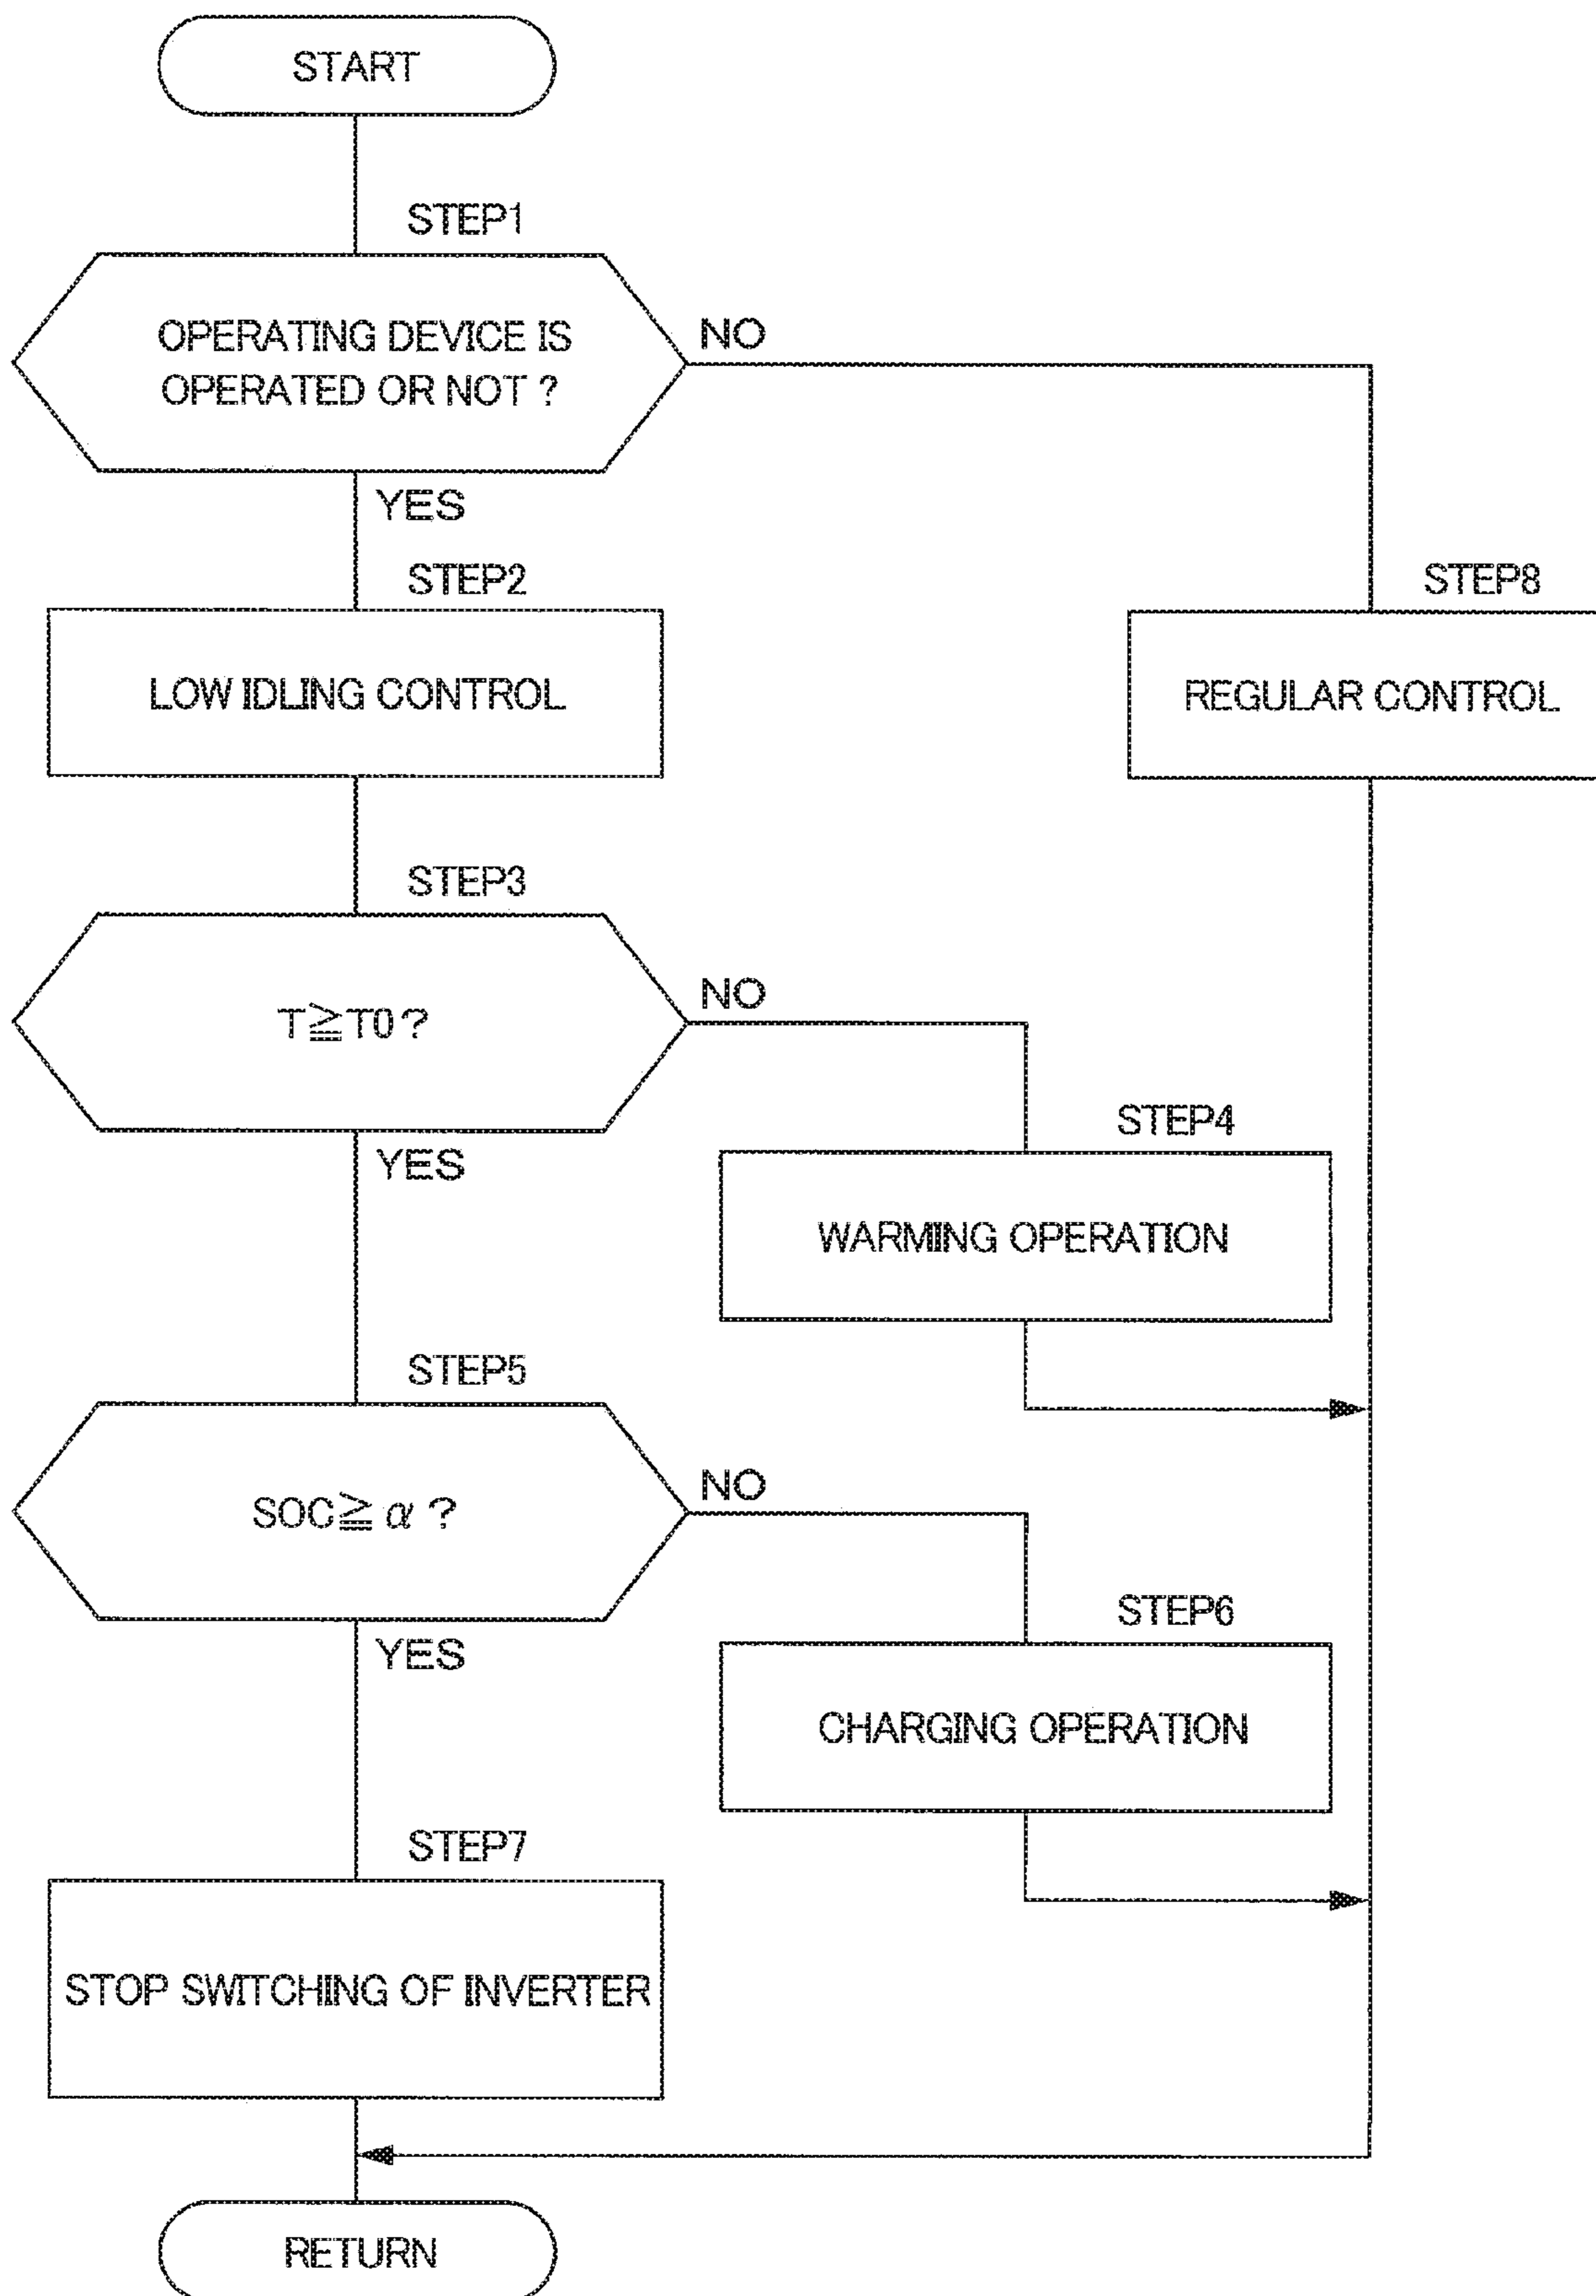 START
STEP1
OPERATING DEVICE IS
OPERATED OR NOT ?
NO
YES
STEP2
LOW IDLING CONTROL
STEP8
REGULAR CONTROL
STEP3
T≧T0?
NO
YES
STEP4
WARMING OPERATION
STEP5
SOC≧α ?
NO
YES
STEP6
CHARGING OPERATION
STEP7
STOP SWITCHING OF INVERTER
RETURN